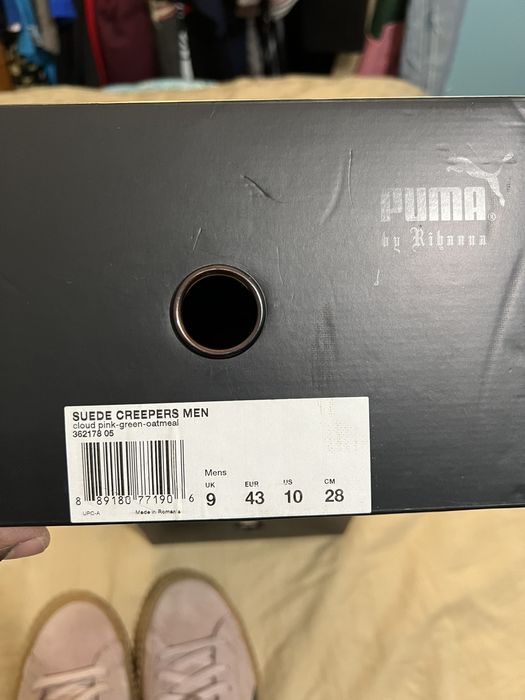 PUMA®
by Rihanna
SUEDE CREEPERS MEN
cloud pink-green-oatmeal
362178 05
Mens
UK EUR US CM
9 43 10 28
8 89180 77190 6
UPC-A Made in Romania